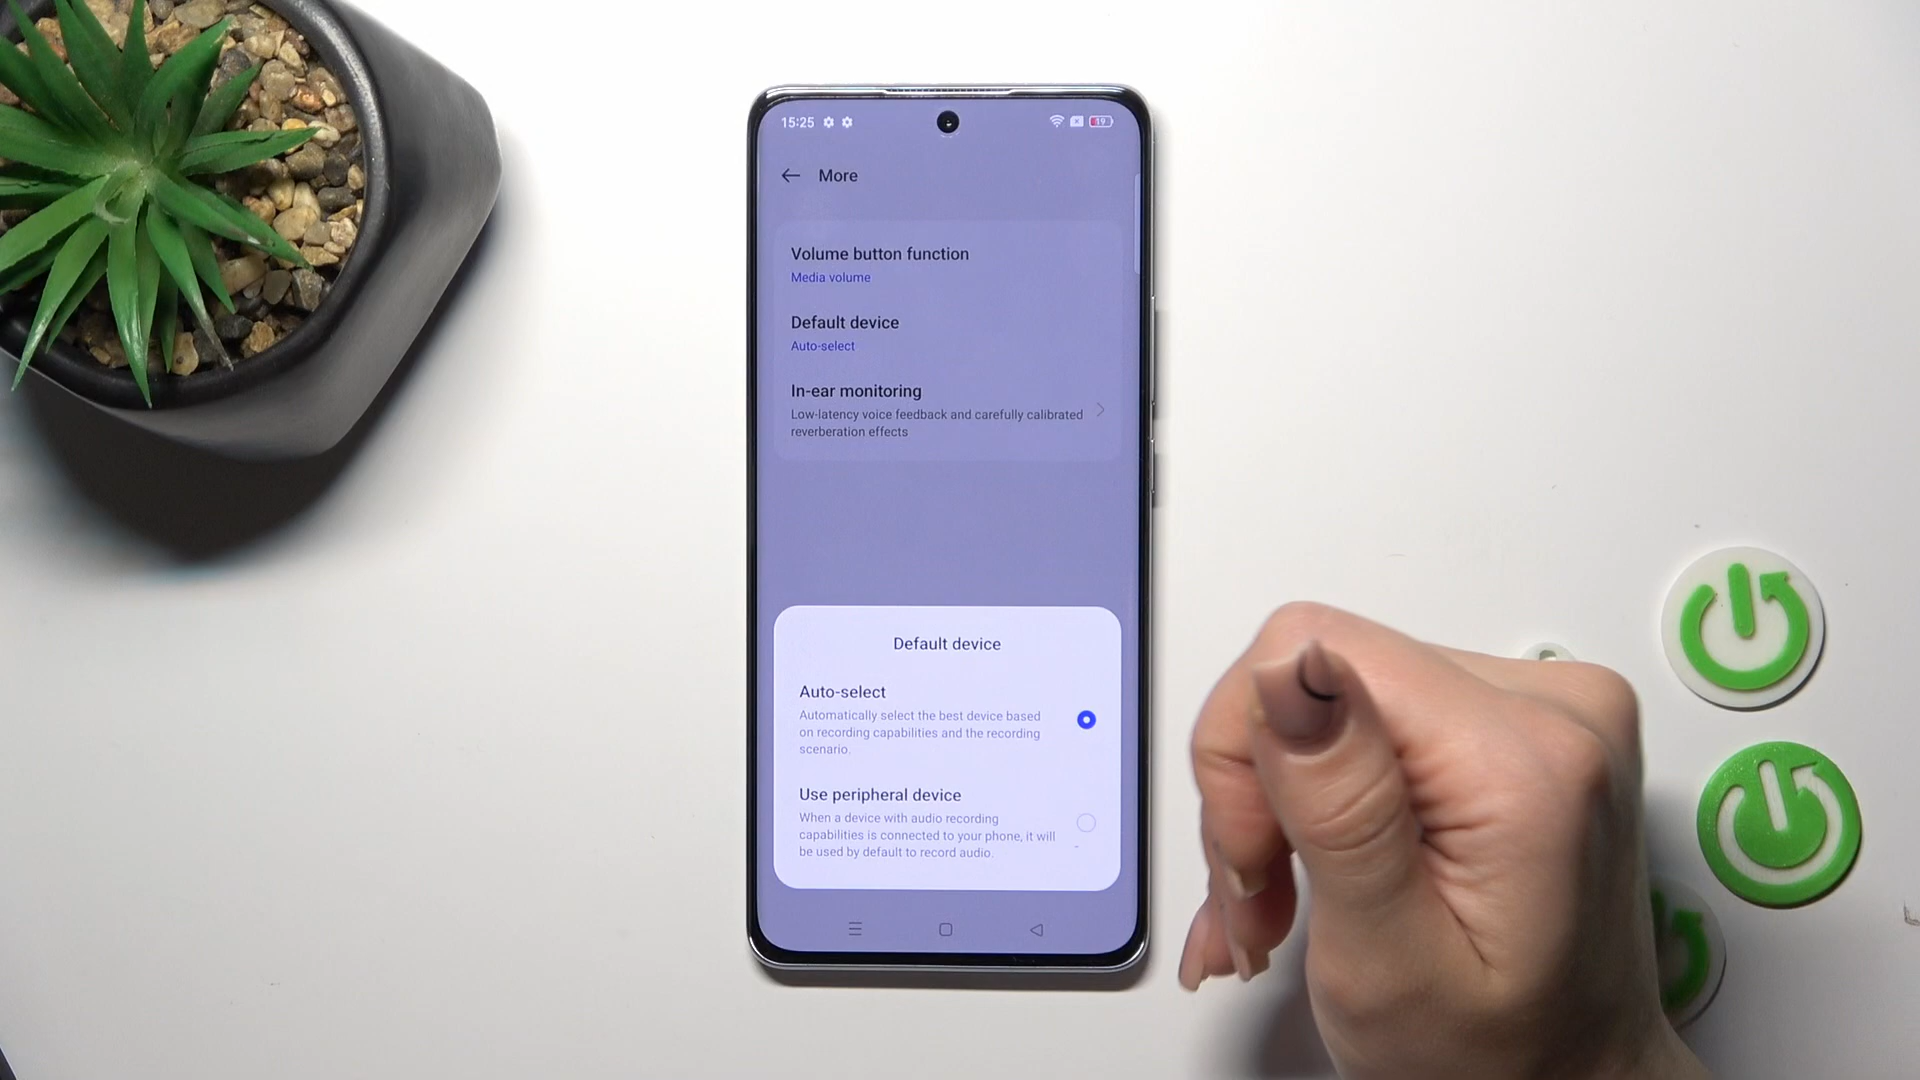 15:25
19
More
Volume button function
Media volume
Default device
Auto-select
In-ear monitoring
Low-latency voice feedback and carefully calibrated
reverberation effects
Default device
Auto-select
Automatically select the best device based
on recording capabilities and the recording
scenario.
Use peripheral device
When a device with audio recording
capabilities is connected to your phone, it will
be used by default to record audio.